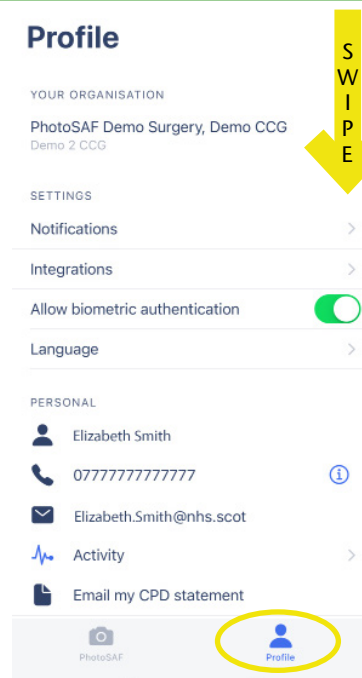 Profile
SWIPE
YOUR ORGANISATION
PhotoSAF Demo Surgery, Demo CCG
Demo 2 CCG
SETTINGS
Notifications
Integrations
Allow biometric authentication
Language
PERSONAL
Elizabeth Smith
07777777777777
Elizabeth.Smith@nhs.scot
Activity
Email my CPD statement
PhotoSAF
Profile